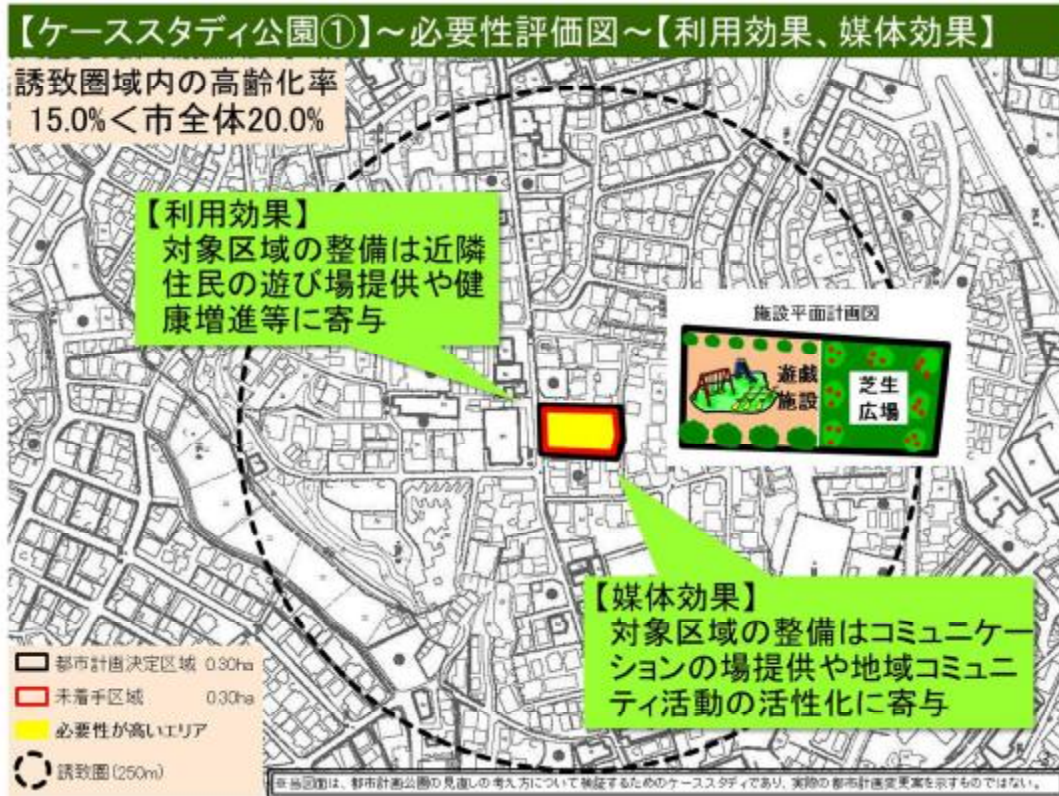 【ケーススタディ公園①】～必要性評価図～【利用効果、媒体効果】
誘致圏域内の高齢化率
15.0%＜市全体20.0%
【利用効果】
対象区域の整備は近隣
住民の遊び場提供や健
康増進等に寄与
施設平面計画図
遊戯
施設
芝生
広場
【媒体効果】
対象区域の整備はコミュニケー
ションの場提供や地域コミュニ
ティ活動の活性化に寄与
都市計画決定区域 0.30ha
未着手区域 0.30ha
必要性が高いエリア
誘致圏(250m)
※当図面は、都市計画公園の見直しの考え方について検証するためのケーススタディであり、実際の都市計画変更案を示すものではない。